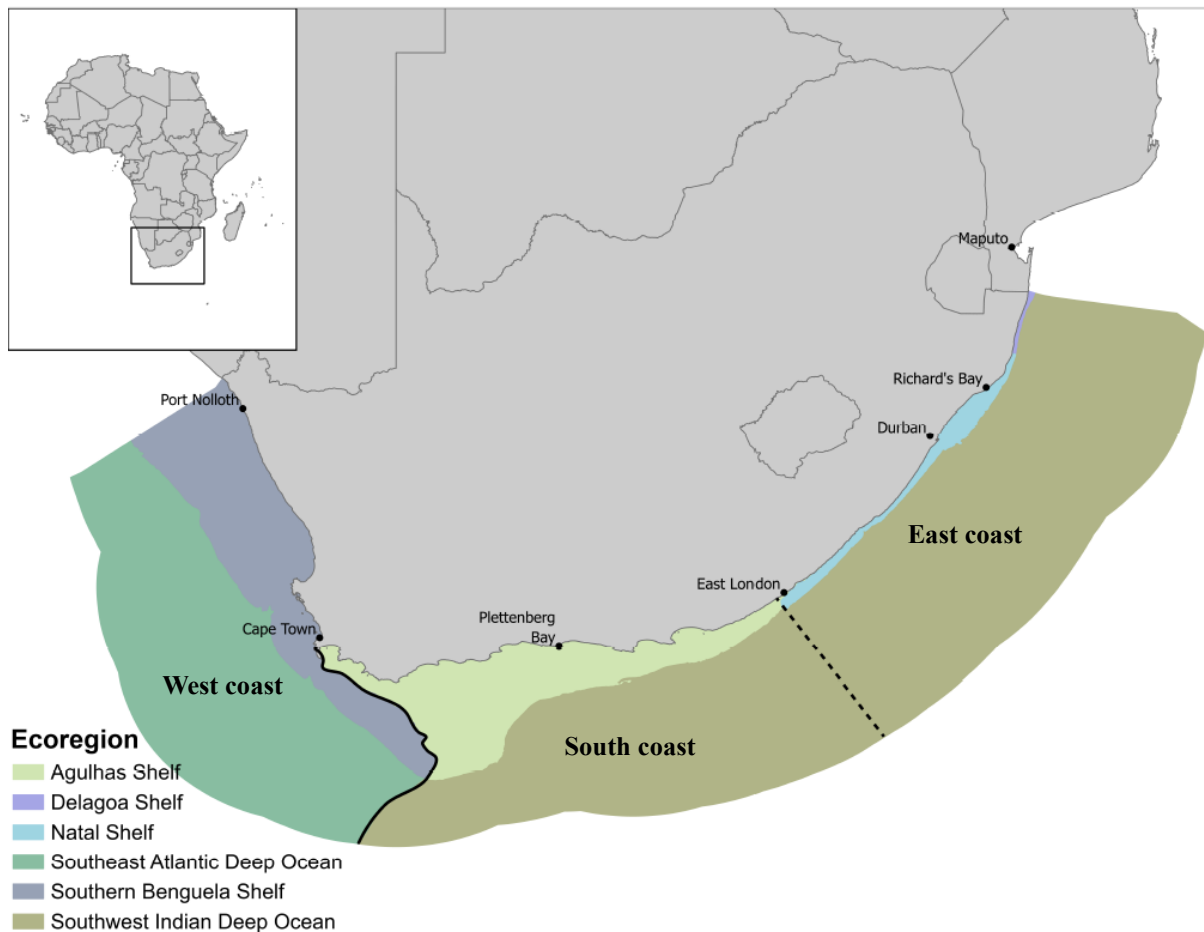 Maputo
Richard's Bay
Port Nolloth
Durban
East coast
East London
Plettenberg
Bay
Cape Town
West coast
South coast
Ecoregion
Agulhas Shelf
Delagoa Shelf
Natal Shelf
Southeast Atlantic Deep Ocean
Southern Benguela Shelf
Southwest Indian Deep Ocean